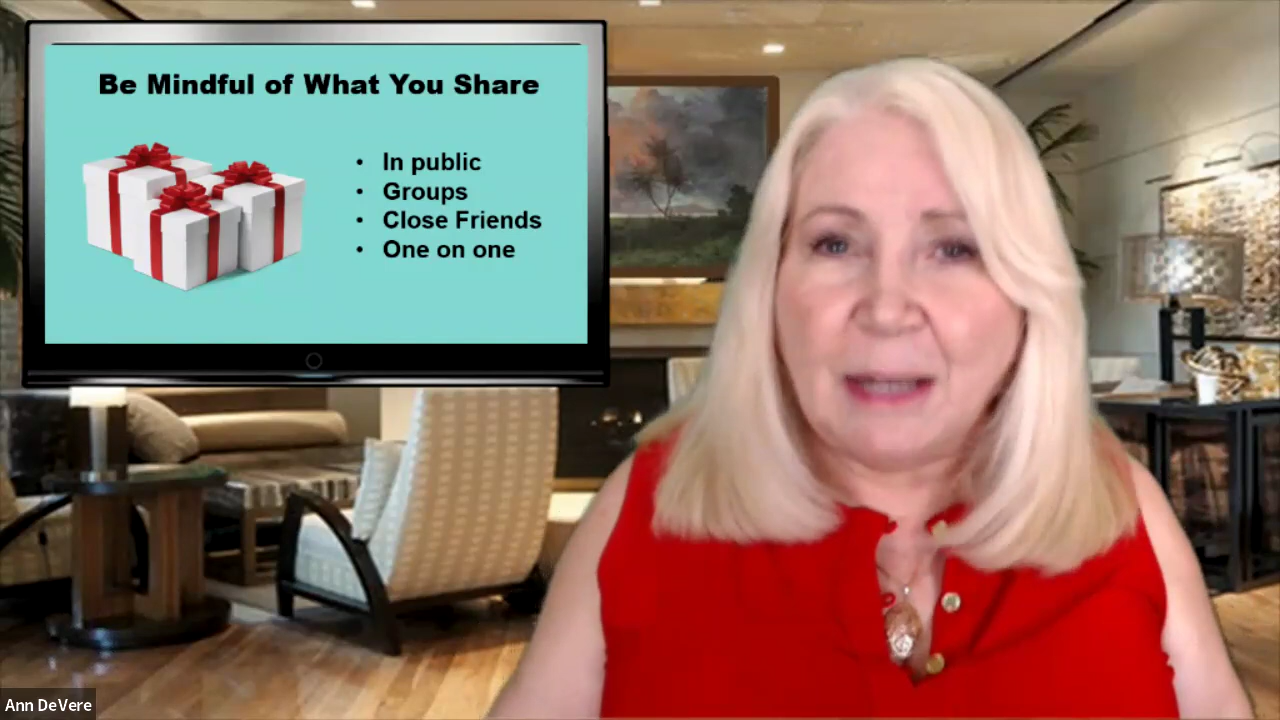 Be Mindful of What You Share
• In public
• Groups
• Close Friends
• One on one
Ann DeVere